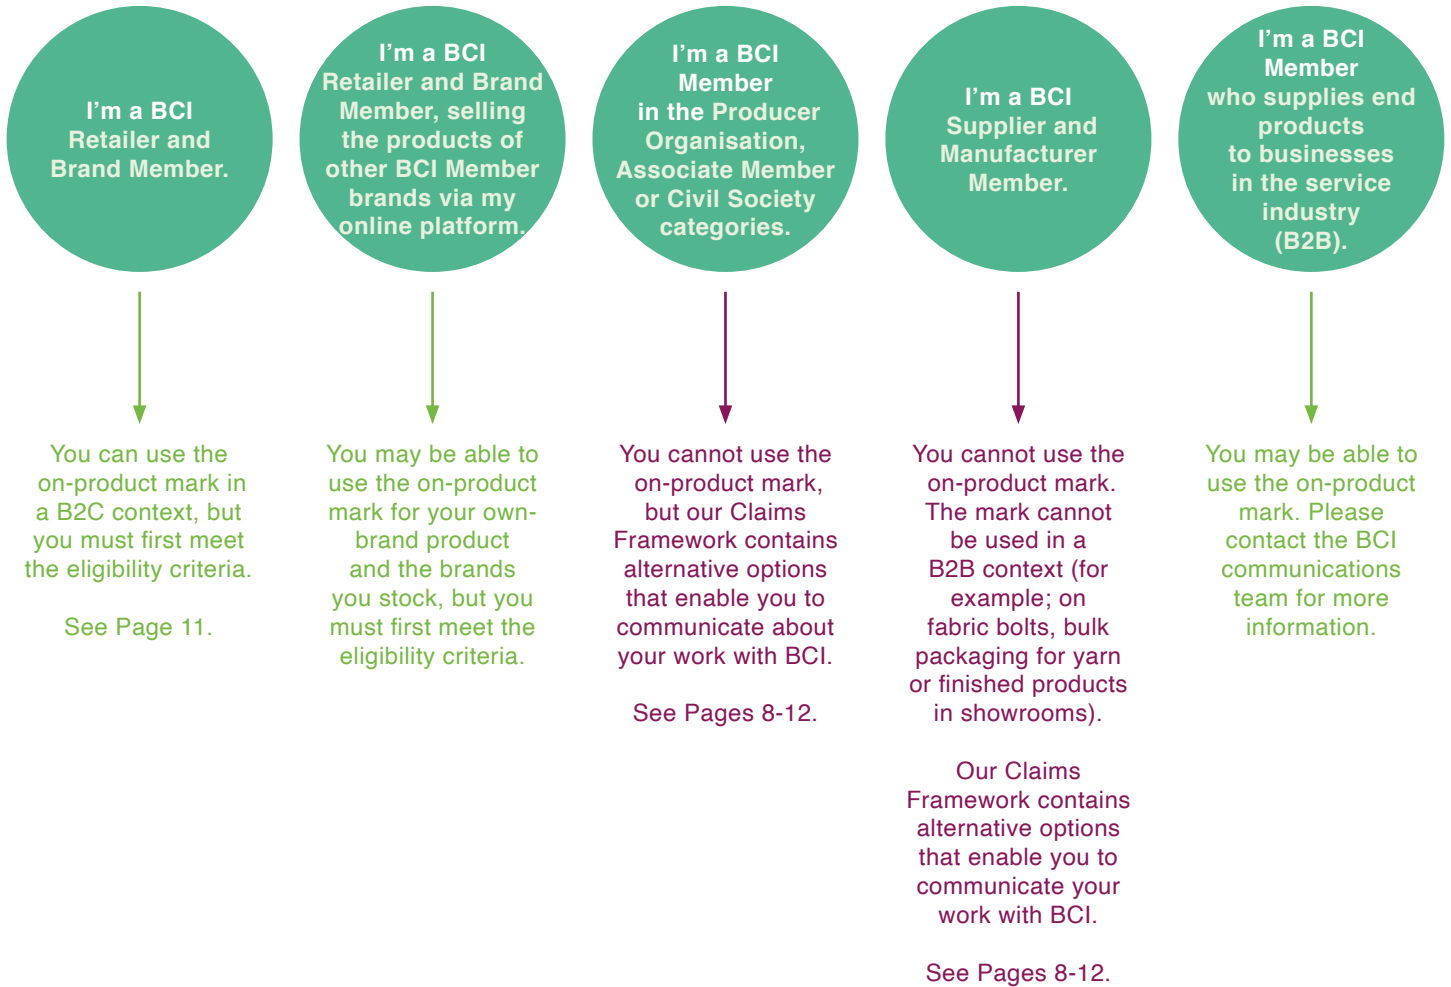 I'm a BCI
Retailer and
Brand Member.
You can use the
on-product mark in
a B2C context, but
you must first meet
the eligibility criteria.
See Page 11.
I'm a BCI
Retailer and Brand
Member, selling
the products of
other BCI Member
brands via my
online platform.
You may be able to
use the on-product
mark for your own-
brand product
and the brands
you stock, but you
must first meet the
eligibility criteria.
I'm a BCI
Member
in the Producer
Organisation,
Associate Member
or Civil Society
categories.
You cannot use the
on-product mark,
but our Claims
Framework contains
alternative options
that enable you to
communicate about
your work with BCI.
See Pages 8-12.
I'm a BCI
Supplier and
Manufacturer
Member.
You cannot use the
on-product mark.
The mark cannot
be used in a
B2B context (for
example; on
fabric bolts, bulk
packaging for yarn
or finished products
in showrooms).
Our Claims
Framework contains
alternative options
that enable you to
communicate your
work with BCI.
See Pages 8-12.
I'm a BCI
Member
who supplies end
products
to businesses
in the service
industry
(B2B).
You may be able to
use the on-product
mark. Please
contact the BCI
communications
team for more
information.